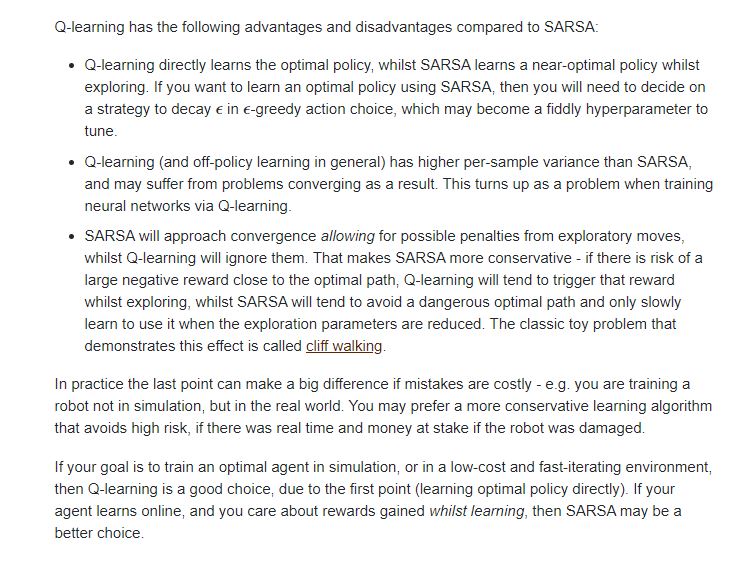 Q-learning has the following advantages and disadvantages compared to SARSA:
• Q-learning directly learns the optimal policy, whilst SARSA learns a near-optimal policy whilst
exploring. If you want to learn an optimal policy using SARSA, then you will need to decide on
a strategy to decay ϵ in ϵ-greedy action choice, which may become a fiddly hyperparameter to
tune.
• Q-learning (and off-policy learning in general) has higher per-sample variance than SARSA,
and may suffer from problems converging as a result. This turns up as a problem when training
neural networks via Q-learning.
• SARSA will approach convergence allowing for possible penalties from exploratory moves,
whilst Q-learning will ignore them. That makes SARSA more conservative - if there is risk of a
large negative reward close to the optimal path, Q-learning will tend to trigger that reward
whilst exploring, whilst SARSA will tend to avoid a dangerous optimal path and only slowly
learn to use it when the exploration parameters are reduced. The classic toy problem that
demonstrates this effect is called cliff walking.
In practice the last point can make a big difference if mistakes are costly - e.g. you are training a
robot not in simulation, but in the real world. You may prefer a more conservative learning algorithm
that avoids high risk, if there was real time and money at stake if the robot was damaged.
If your goal is to train an optimal agent in simulation, or in a low-cost and fast-iterating environment,
then Q-learning is a good choice, due to the first point (learning optimal policy directly). If your
agent learns online, and you care about rewards gained whilst learning, then SARSA may be a
better choice.